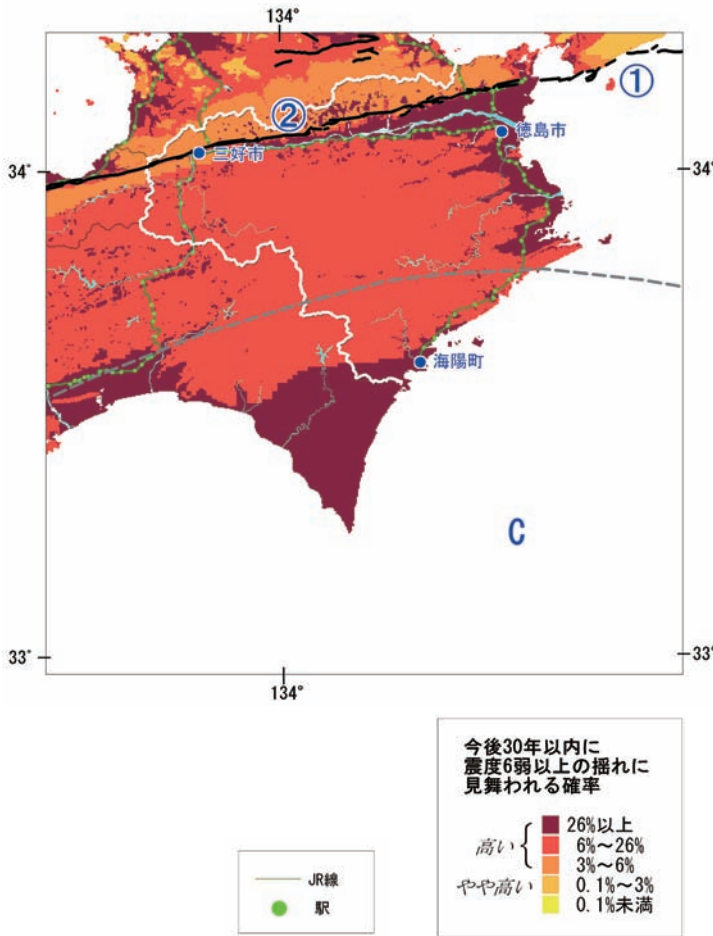 134°
①
②
徳島市
三好市
34°
34°
海陽町
C
33°
33°
134°
今後30年以内に
震度6弱以上の揺れに
見舞われる確率
26%以上
高い
6%～26%
3%～6%
やや高い
0.1%～3%
0.1%未満
JR線
駅